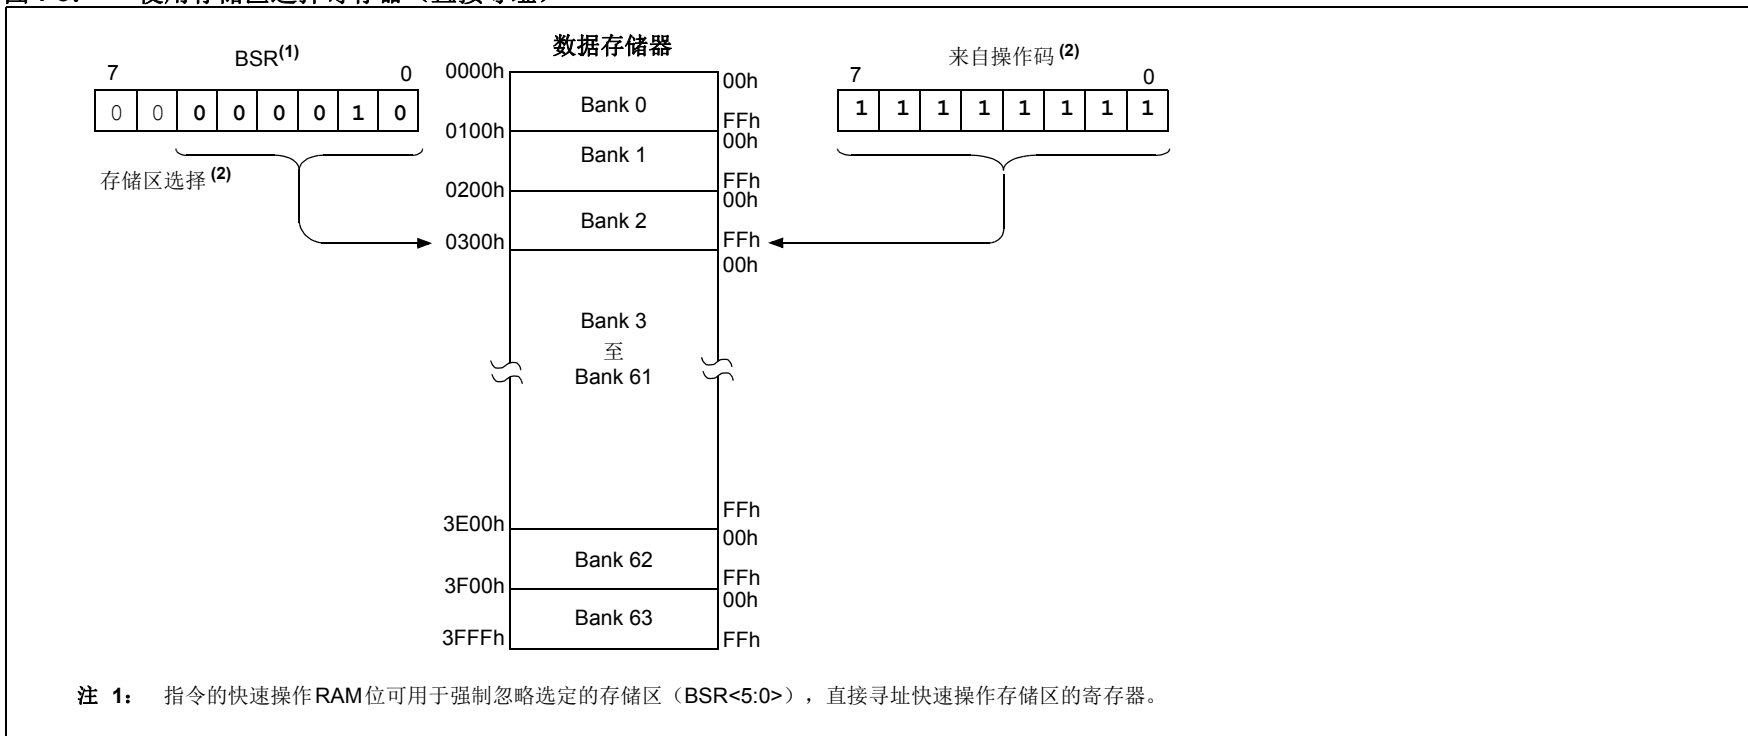 BSR(1)
7 0
0 0 0 0 0 0 1 0
存储区选择(2)
数据存储器
0000h
00h
Bank 0
FFh
0100h
00h
Bank 1
FFh
0200h
00h
Bank 2
FFh
0300h
00h
Bank 3
至
Bank 61
FFh
3E00h
00h
Bank 62
FFh
3F00h
00h
Bank 63
FFh
3FFFh
来自操作码(2)
7 0
1 1 1 1 1 1 1 1
注 1： 指令的快速操作RAM位可用于强制忽略选定的存储区（BSR<5:0>），直接寻址快速操作存储区的寄存器。